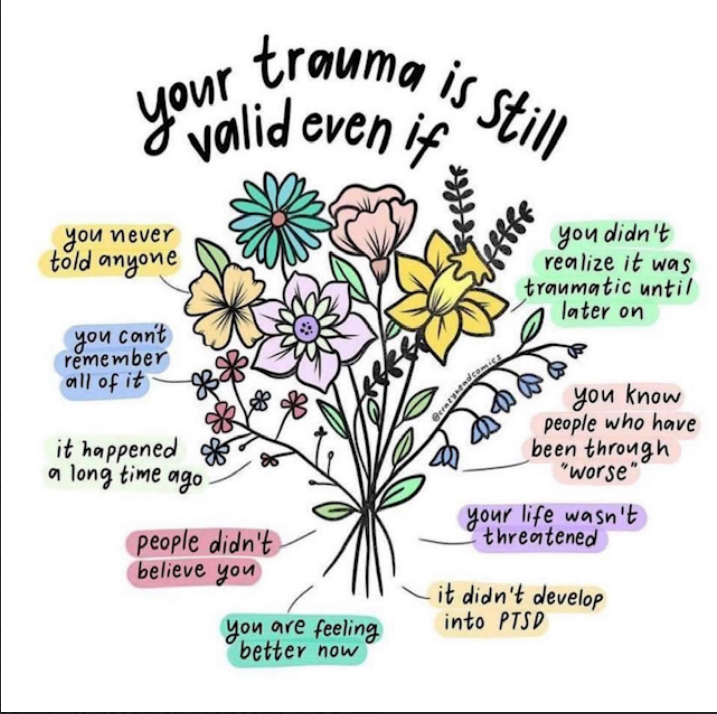 your trauma is still
valid even if
you never
told anyone
you didn't
realize it was
traumatic until
later on
you can't
remember
all of it
@crazyheadcomics
you know
people who have
been through
"worse"
it happened
a long time ago
your life wasn't
threatened
people didn't
believe you
it didn't develop
into PTSD
you are feeling
better now